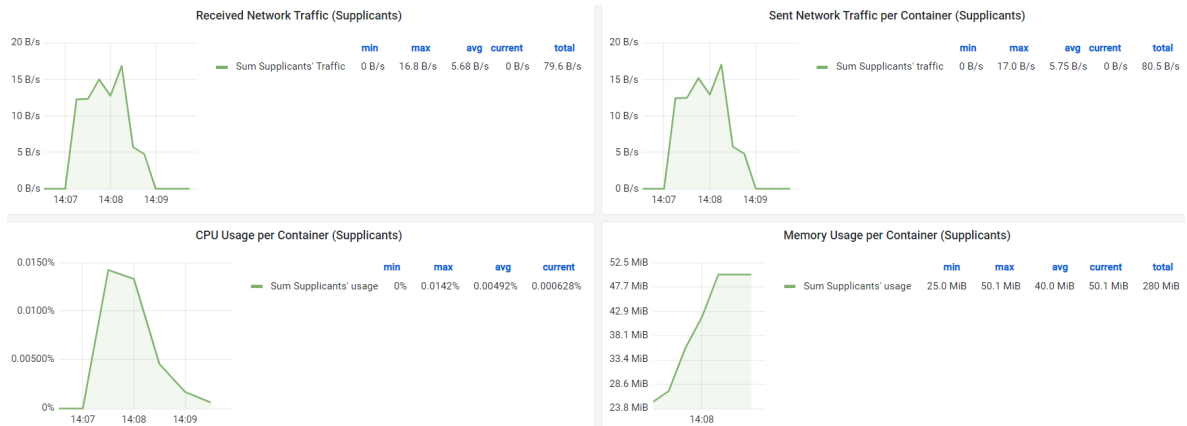 Received Network Traffic (Supplicants)
20 B/s
15 B/s
10 B/s
5 B/s
0 B/s
14:07 14:08 14:09
min max avg current total
Sum Supplicants' Traffic 0 B/s 16.8 B/s 5.68 B/s 0 B/s 79.6 B/s
Sent Network Traffic per Container (Supplicants)
20 B/s
15 B/s
10 B/s
5 B/s
0 B/s
14:07 14:08 14:09
min max avg current total
Sum Supplicants' traffic 0 B/s 17.0 B/s 5.75 B/s 0 B/s 80.5 B/s
CPU Usage per Container (Supplicants)
0.0150%
0.0100%
0.00500%
0%
14:07 14:08 14:09
min max avg current
Sum Supplicants' usage 0% 0.0142% 0.00492% 0.000628%
Memory Usage per Container (Supplicants)
52.5 MiB
47.7 MiB
42.9 MiB
38.1 MiB
33.4 MiB
28.6 MiB
23.8 MiB
14:08
min max avg current total
Sum Supplicants' usage 25.0 MiB 50.1 MiB 40.0 MiB 50.1 MiB 280 MiB